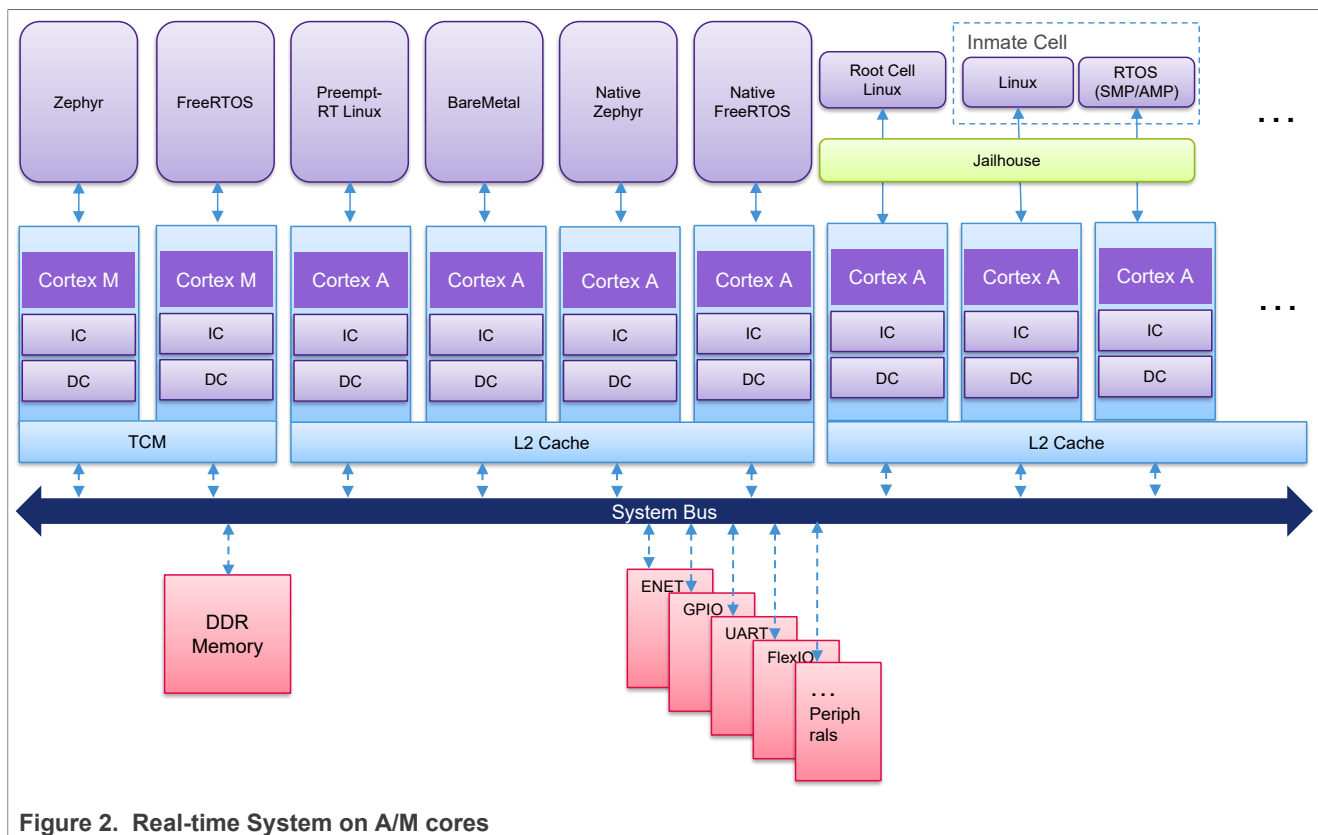 Zephyr
FreeRTOS
Preempt-
RT Linux
BareMetal
Native
Zephyr
Native
FreeRTOS
Root Cell
Linux
Inmate Cell
Linux
RTOS
(SMP/AMP)
...
Jailhouse
Cortex M
Cortex M
Cortex A
Cortex A
Cortex A
Cortex A
Cortex A
Cortex A
Cortex A
...
IC
IC
IC
IC
IC
IC
IC
IC
IC
DC
DC
DC
DC
DC
DC
DC
DC
DC
TCM
L2 Cache
L2 Cache
System Bus
DDR
Memory
ENET
GPIO
UART
FlexIO
...
Periph
rals
Figure 2. Real-time System on A/M cores